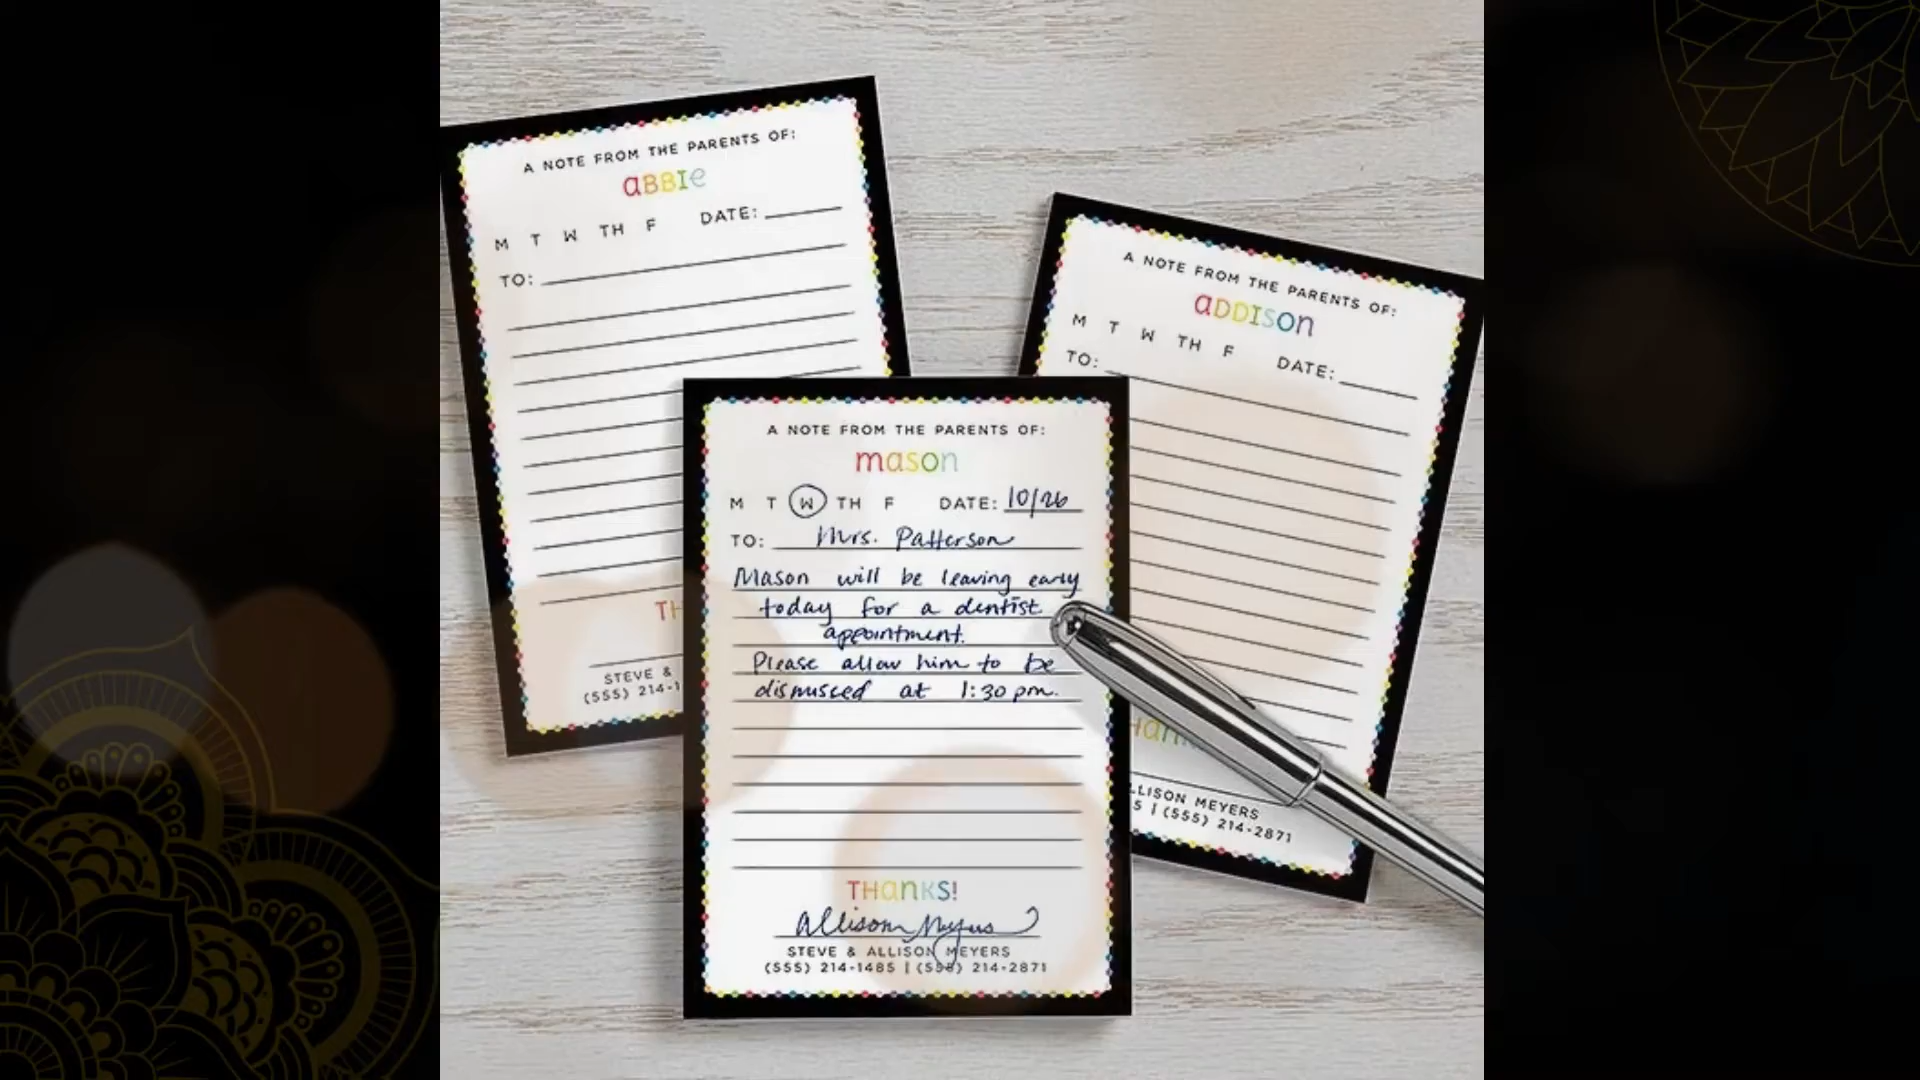 A NOTE FROM THE PARENTS OF:
aBBIe
M T W TH F DATE:
TO:
STEVE &
(555) 214-1
A NOTE FROM THE PARENTS OF:
aDDISon
M T W TH F DATE:
TO:
LLISON MEYERS
5 | (555) 214-2871
A NOTE FROM THE PARENTS OF:
mason
M T W TH F DATE: 10/26
TO: Mrs. Patterson
Mason will be leaving early
today for a dentist
appointment.
Please allow him to be
dismissed at 1:30 pm.
THanKS!
Allison Meyers
STEVE & ALLISON MEYERS
(555) 214-1485 | (555) 214-2871